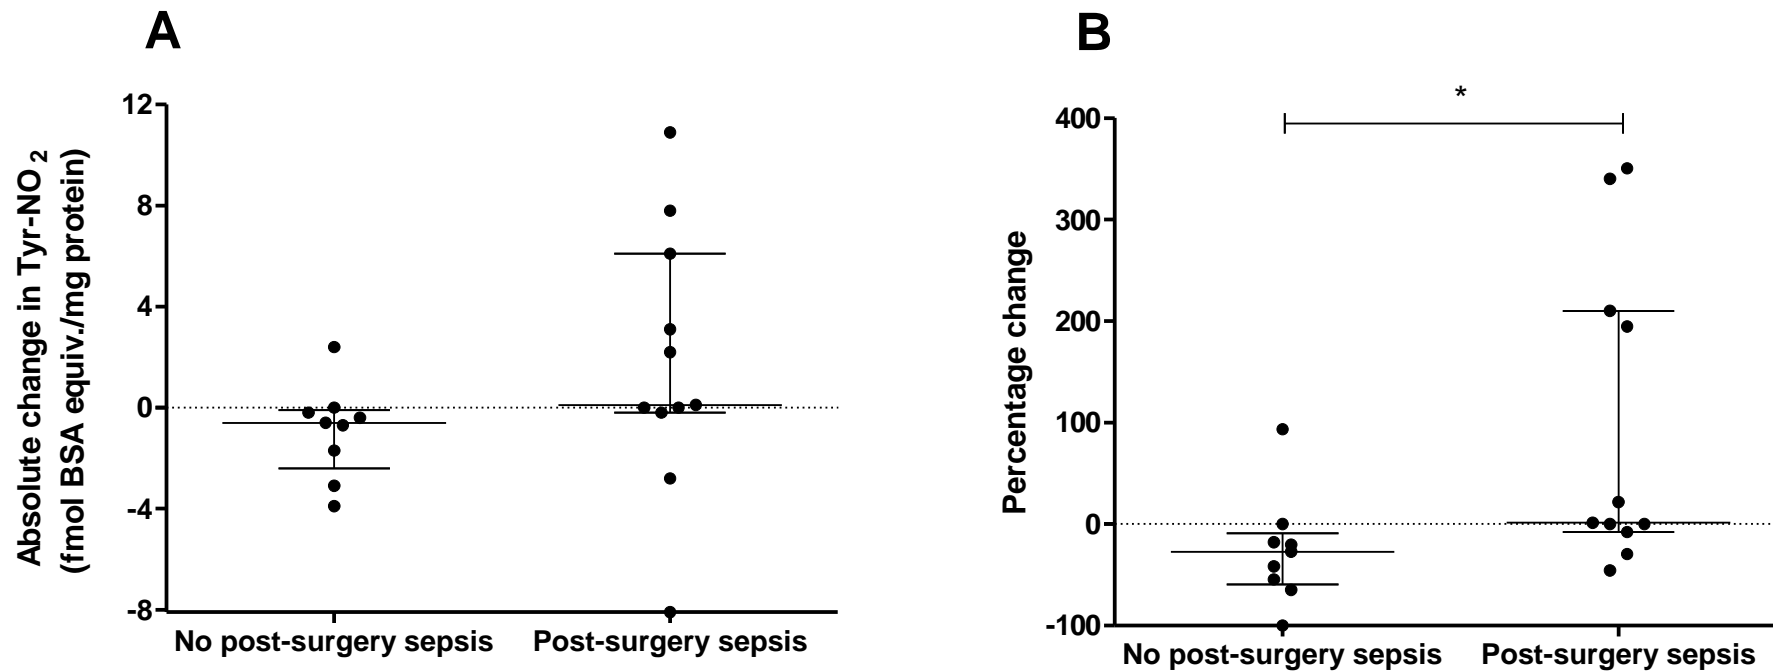 A
Absolute change in Tyr-NO2
(fmol BSA equiv./mg protein)
12
8
4
0
-4
-8
No post-surgery sepsis
Post-surgery sepsis
B
*
Percentage change
400
300
200
100
0
-100
No post-surgery sepsis
Post-surgery sepsis